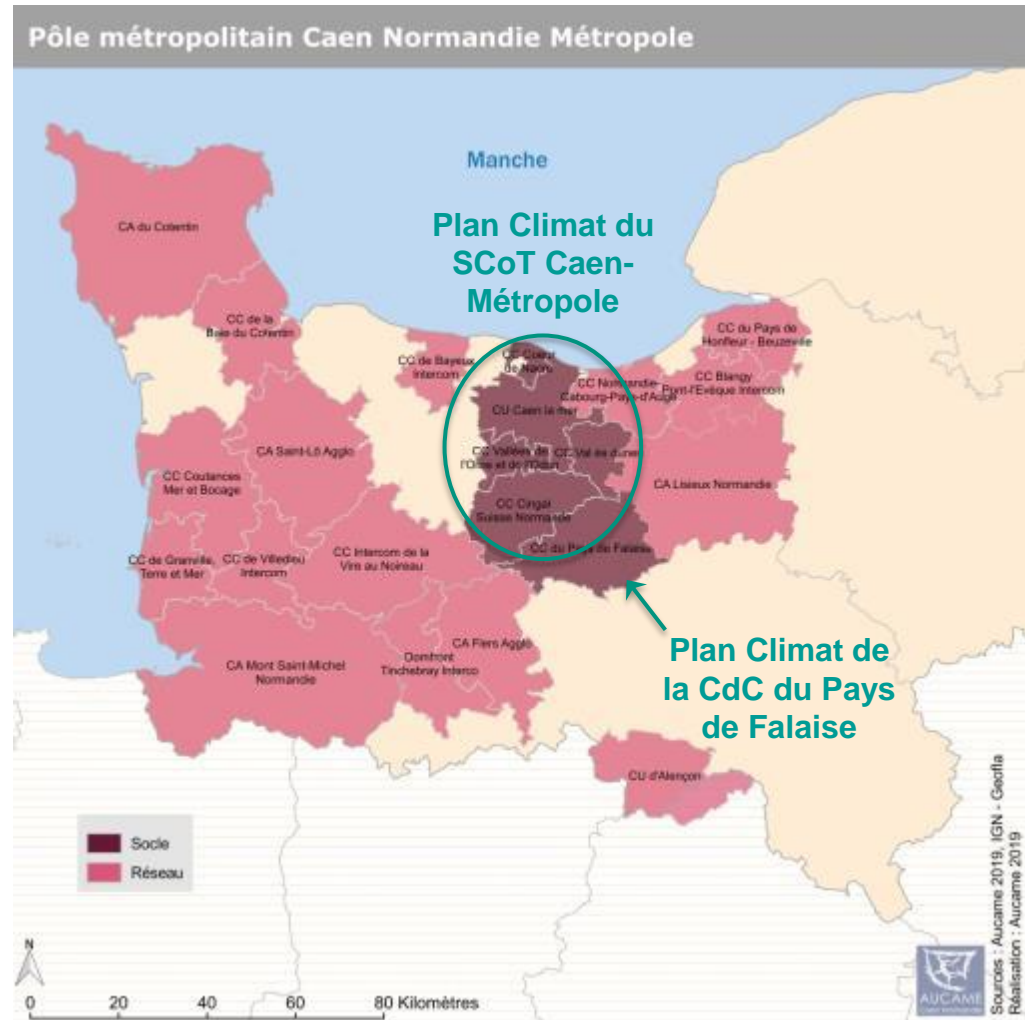 Pôle métropolitain Caen Normandie Métropole
Manche
Plan Climat du
SCoT Caen-
Métropole
CA du Cotentin
CC de la
Baie du Cotentin
CC de Bayeux
Intercom
CC Coeur
de Nacre
CC du Pays de
Honfleur - Beuzeville
CC Normandie-
Cabourg-Pays-d'Auge
CC Blangy
Pont-l'Evêque Intercom
CU Caen la mer
CA Saint-Lô Agglo
CC Vallées de
l'Orne et de l'Odon
CC Val ès dunes
CA Lisieux Normandie
CC Coutances
Mer et Bocage
CC Cingal
Suisse Normande
CC du Pays de Falaise
CC de Granville,
Terre et Mer
CC de Villedieu
Intercom
CC Intercom de la
Vire au Noireau
CA Flers Agglo
Domfront
Tinchebray Interco
CA Mont Saint-Michel
Normandie
Plan Climat de
la CdC du Pays
de Falaise
CU d'Alençon
Socle
Réseau
N
0 20 40 60 80 Kilomètres
AUCAME
Sources : Aucame 2019, IGN - Geofla
Réalisation : Aucame 2019